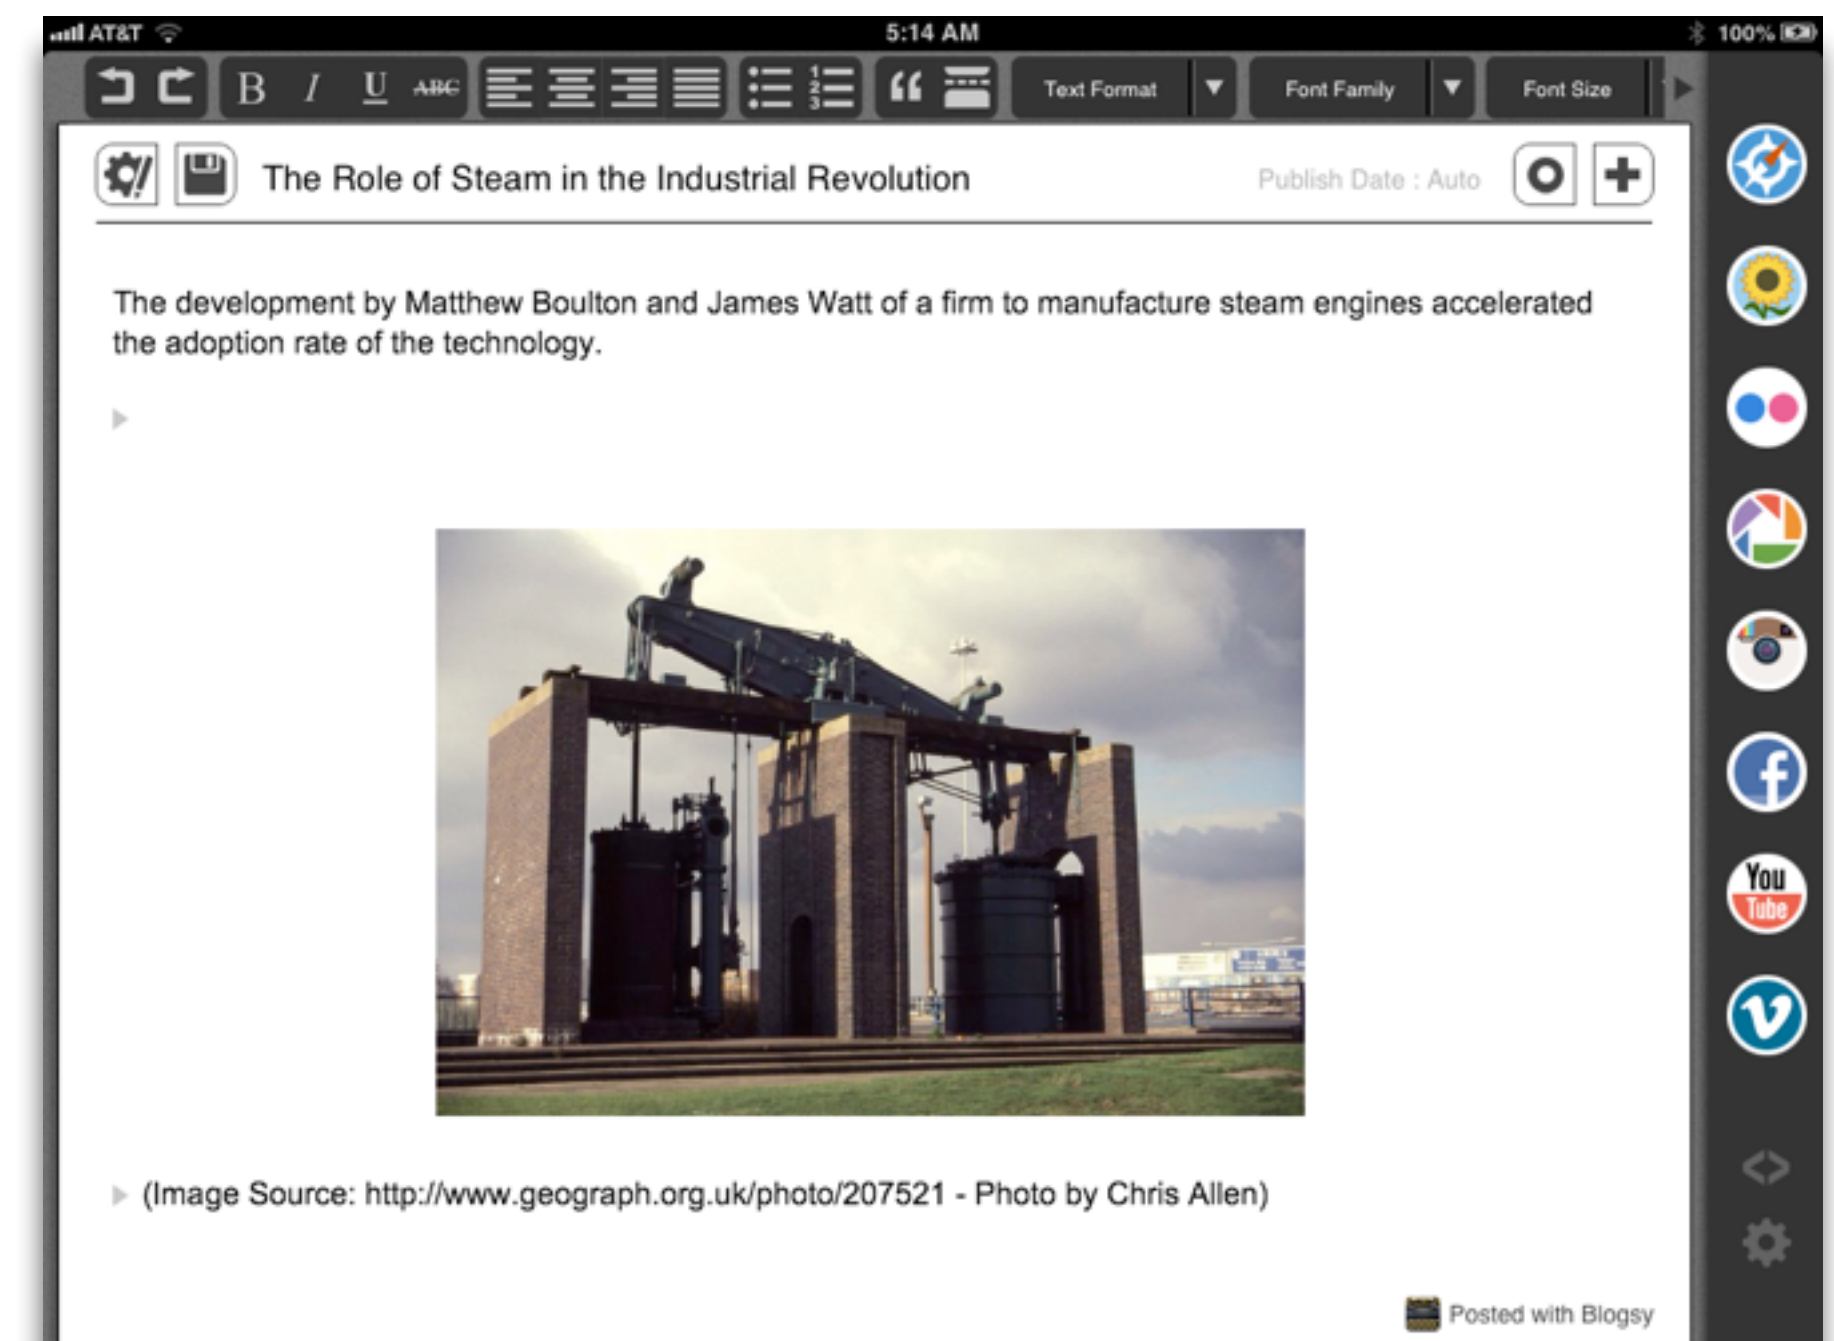 AT&T 5:14 AM 100%
B I U ABC 1 2 3 “ Text Format Font Family Font Size
The Role of Steam in the Industrial Revolution Publish Date : Auto
The development by Matthew Boulton and James Watt of a firm to manufacture steam engines accelerated
the adoption rate of the technology.
You
Tube
(Image Source: http://www.geograph.org.uk/photo/207521 - Photo by Chris Allen)
Posted with Blogsy